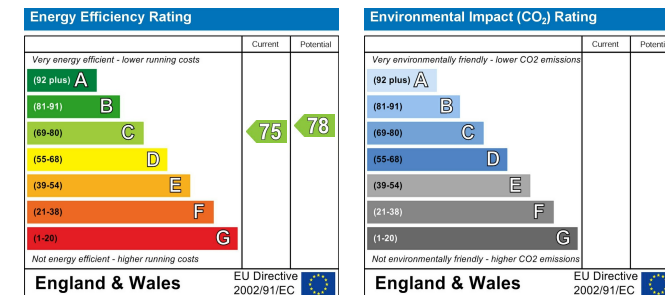 Energy Efficiency Rating
Current Potential
Very energy efficient - lower running costs
(92 plus) A
(81-91) B
(69-80) C
75 78
(55-68) D
(39-54) E
(21-38) F
(1-20) G
Not energy efficient - higher running costs
England & Wales
EU Directive
2002/91/EC
Environmental Impact (CO₂) Rating
Current Potenti
Very environmentally friendly - lower CO2 emissions
(92 plus) A
(81-91) B
(69-80) C
(55-68) D
(39-54) E
(21-38) F
(1-20) G
Not environmentally friendly - higher CO2 emissions
England & Wales
EU Directive
2002/91/EC